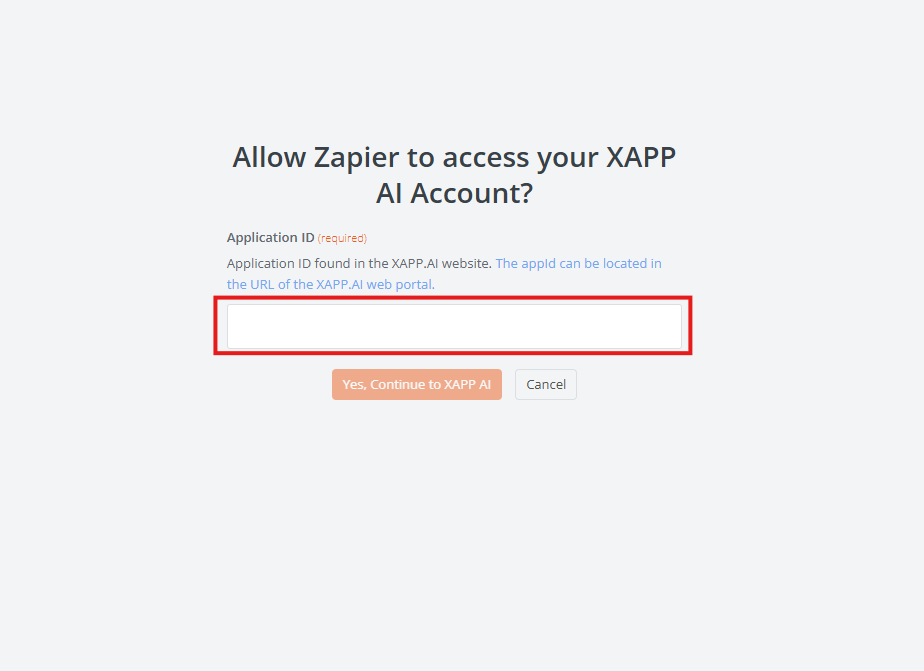 Allow Zapier to access your XAPP
AI Account?
Application ID (required)
Application ID found in the XAPP.AI website. The appId can be located in
the URL of the XAPP.AI web portal.
Yes, Continue to XAPP AI
Cancel